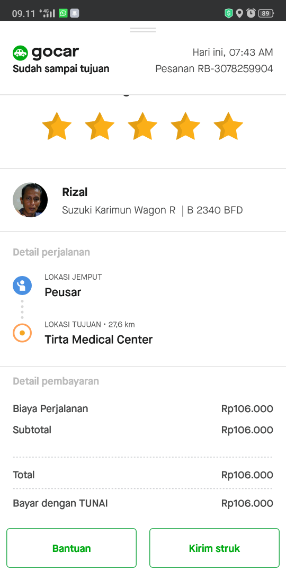 09.11
89
gocar
Hari ini, 07:43 AM
Sudah sampai tujuan
Pesanan RB-3078259904
Rizal
Suzuki Karimun Wagon R | B 2340 BFD
Detail perjalanan
LOKASI JEMPUT
Peusar
LOKASI TUJUAN • 27,6 km
Tirta Medical Center
Detail pembayaran
Biaya Perjalanan Rp106.000
Subtotal Rp106.000
Total Rp106.000
Bayar dengan TUNAI Rp106.000
Bantuan
Kirim struk